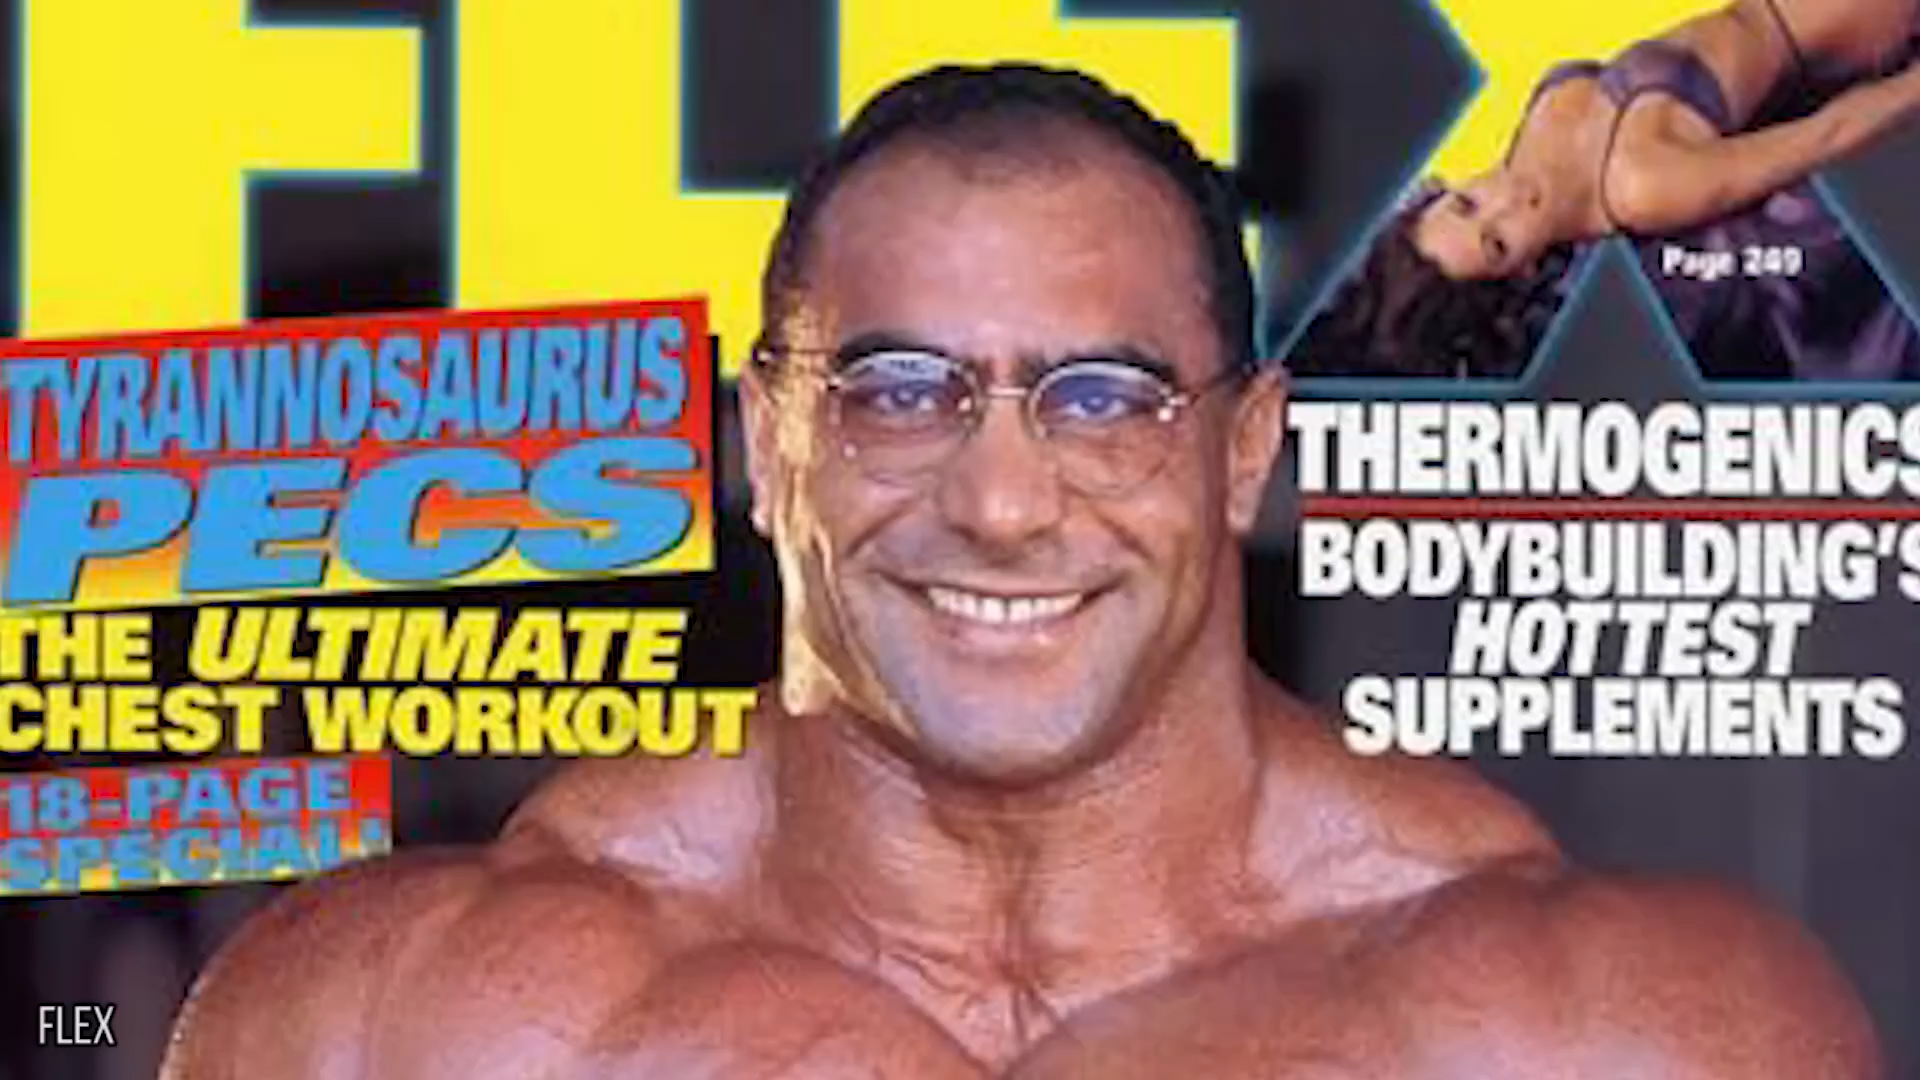 FLEX
Page 249
TYRANNOSAURUS
PECS
THE ULTIMATE
CHEST WORKOUT
18-PAGE
SPECIAL!
THERMOGENICS
BODYBUILDING'S
HOTTEST
SUPPLEMENTS
FLEX